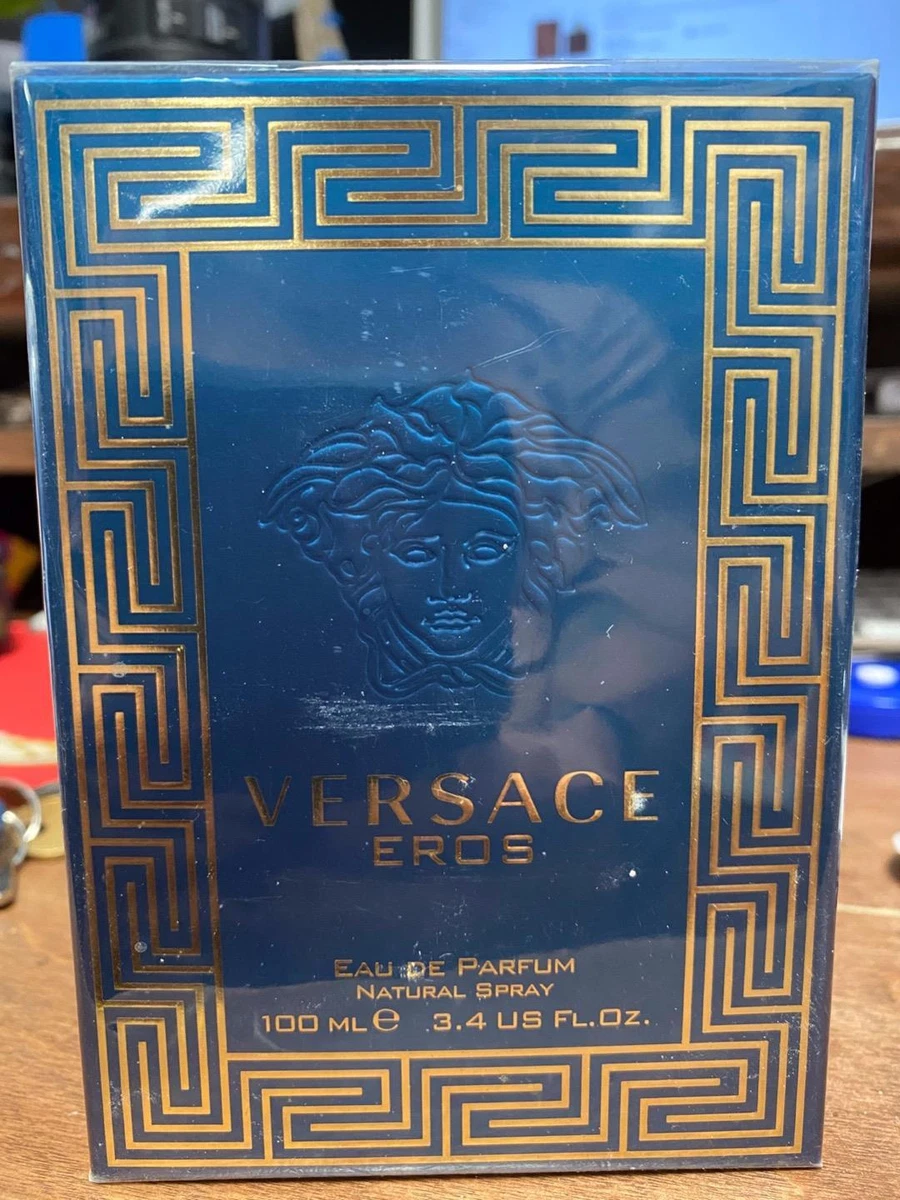 VERSACE
EROS
EAU DE PARFUM
NATURAL SPRAY
100 ML ℮ 3.4 US FL.OZ.